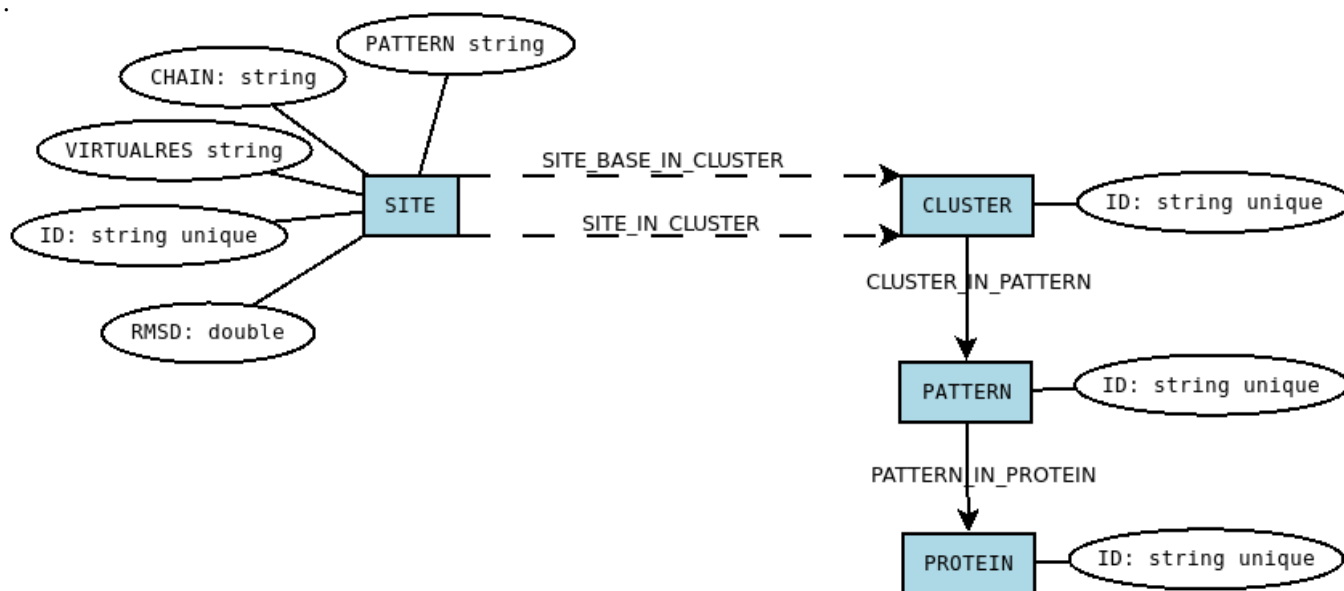 PATTERN string
CHAIN: string
VIRTUALRES string
SITE_BASE_IN_CLUSTER
SITE
CLUSTER
ID: string unique
SITE_IN_CLUSTER
ID: string unique
CLUSTER_IN_PATTERN
RMSD: double
PATTERN
ID: string unique
PATTERN_IN_PROTEIN
PROTEIN
ID: string unique